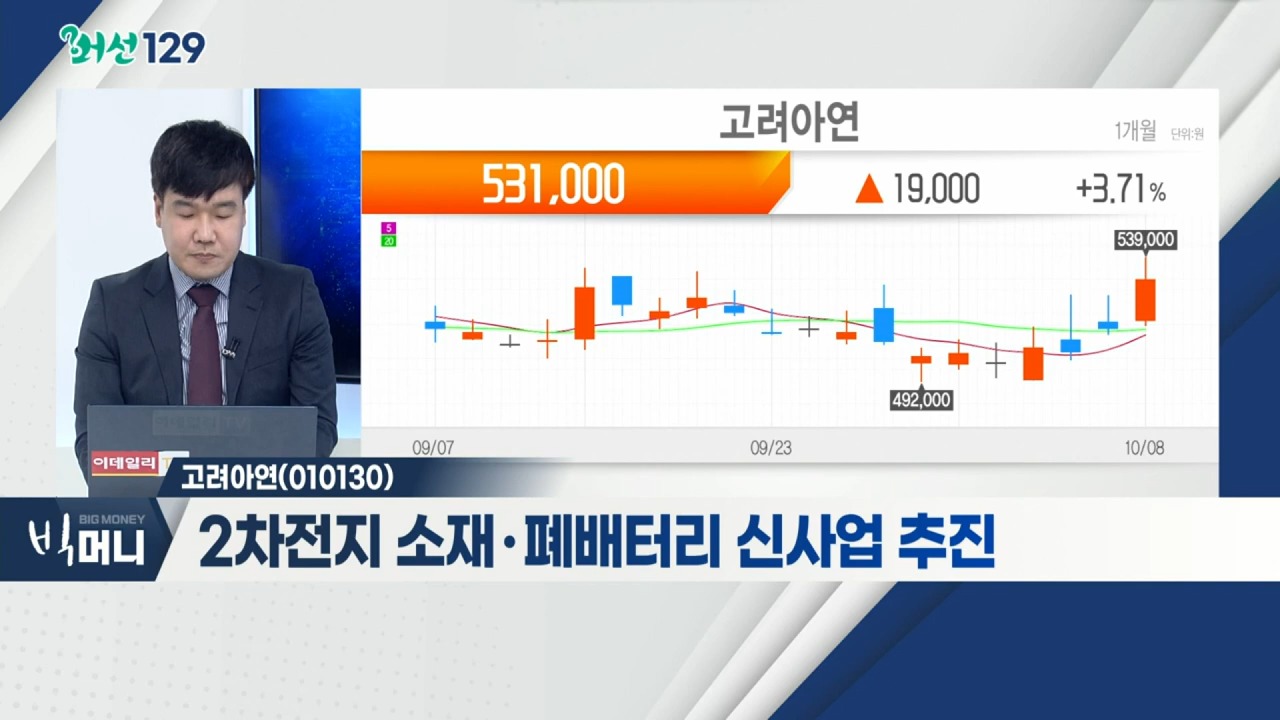 머선129
고려아연
1개월 단위:원
531,000 ▲ 19,000 +3.71%
5
20
539,000
492,000
09/07 09/23 10/08
이데일리
고려아연(010130)
BIG MONEY
빅머니
2차전지 소재·폐배터리 신사업 추진